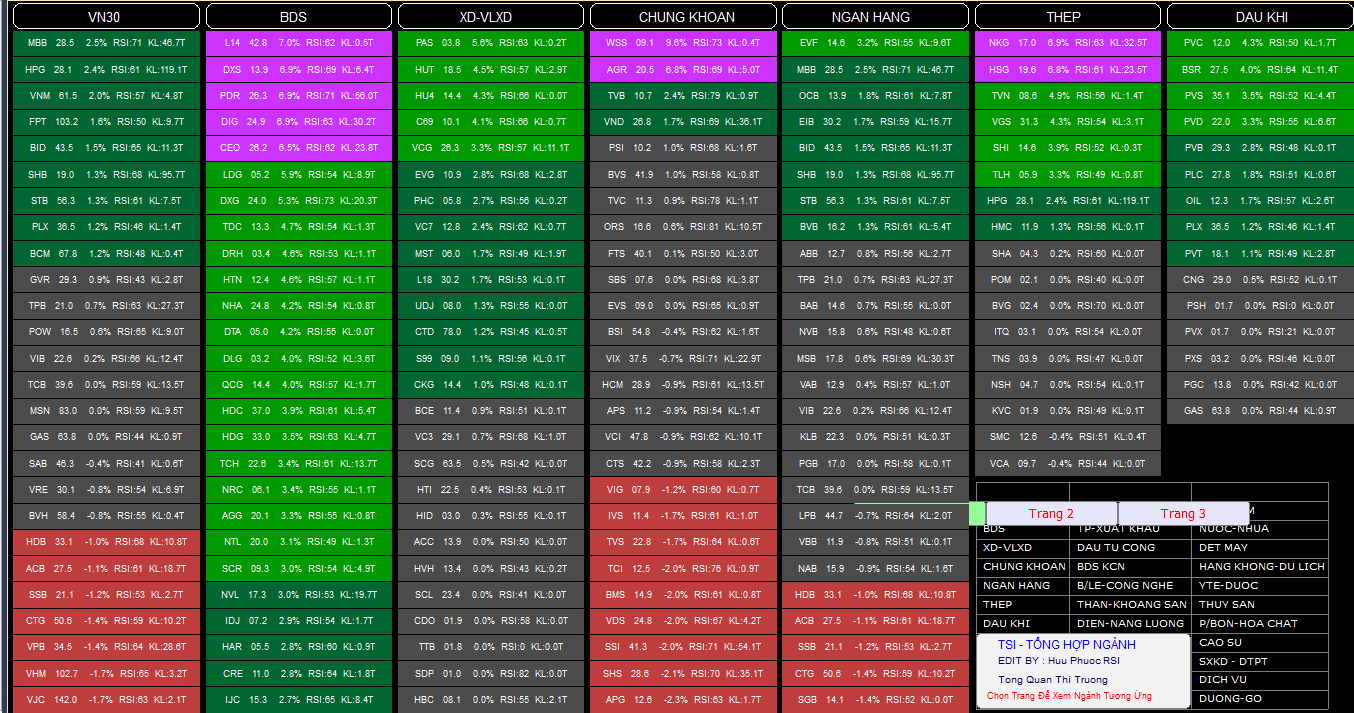 VN30
MBB 28.5 2.5% RSI:71 KL:46.7T
HPG 28.1 2.4% RSI:61 KL:119.1T
VNM 61.5 2.0% RSI:57 KL:4.8T
FPT 103.2 1.6% RSI:50 KL:9.7T
BID 43.5 1.5% RSI:65 KL:11.3T
SHB 19.0 1.3% RSI:68 KL:95.7T
STB 56.3 1.3% RSI:61 KL:7.5T
PLX 36.5 1.2% RSI:46 KL:1.4T
BCM 67.8 1.2% RSI:48 KL:0.4T
GVR 29.3 0.9% RSI:43 KL:2.8T
TPB 21.0 0.7% RSI:63 KL:27.3T
POW 16.5 0.6% RSI:65 KL:9.0T
VIB 22.6 0.2% RSI:66 KL:12.4T
TCB 39.6 0.0% RSI:59 KL:13.5T
MSN 83.0 0.0% RSI:59 KL:9.5T
GAS 63.8 0.0% RSI:44 KL:0.9T
SAB 46.3 -0.4% RSI:41 KL:0.6T
VRE 30.1 -0.8% RSI:54 KL:6.9T
BVH 58.4 -0.8% RSI:55 KL:0.4T
HDB 33.1 -1.0% RSI:68 KL:10.8T
ACB 27.5 -1.1% RSI:61 KL:18.7T
SSB 21.1 -1.2% RSI:53 KL:2.7T
CTG 50.6 -1.4% RSI:59 KL:10.2T
VPB 34.5 -1.4% RSI:64 KL:28.6T
VHM 102.7 -1.7% RSI:65 KL:3.2T
VJC 142.0 -1.7% RSI:63 KL:2.1T
BDS
L14 42.8 7.0% RSI:62 KL:0.5T
DXS 13.9 6.9% RSI:69 KL:6.4T
PDR 26.3 6.9% RSI:71 KL:56.0T
DIG 24.9 6.9% RSI:63 KL:30.2T
CEO 26.2 6.5% RSI:62 KL:23.8T
LDG 05.2 5.9% RSI:54 KL:8.9T
DXG 24.0 5.3% RSI:73 KL:20.3T
TDC 13.3 4.7% RSI:54 KL:1.3T
DRH 03.4 4.6% RSI:53 KL:1.1T
HTN 12.4 4.6% RSI:57 KL:1.1T
NHA 24.8 4.2% RSI:54 KL:0.8T
DTA 05.0 4.2% RSI:55 KL:0.0T
DLG 03.2 4.0% RSI:52 KL:3.6T
QCG 14.4 4.0% RSI:57 KL:1.7T
HDC 37.0 3.9% RSI:61 KL:5.4T
HDG 33.0 3.5% RSI:63 KL:4.7T
TCH 22.6 3.4% RSI:61 KL:13.7T
NRC 06.1 3.4% RSI:55 KL:1.1T
AGG 20.1 3.3% RSI:55 KL:0.8T
NTL 20.0 3.1% RSI:49 KL:1.3T
SCR 09.3 3.0% RSI:54 KL:4.9T
NVL 17.3 3.0% RSI:53 KL:19.7T
IDJ 07.2 2.9% RSI:54 KL:1.7T
HAR 05.5 2.8% RSI:60 KL:0.9T
CRE 11.0 2.8% RSI:64 KL:1.8T
IJC 15.3 2.7% RSI:65 KL:8.4T
XD-VLXD
PAS 03.8 5.6% RSI:63 KL:0.2T
HUT 18.5 4.5% RSI:57 KL:2.9T
HU4 14.4 4.3% RSI:66 KL:0.0T
C69 10.1 4.1% RSI:66 KL:0.7T
VCG 26.3 3.3% RSI:57 KL:11.1T
EVG 10.9 2.8% RSI:68 KL:2.8T
PHC 05.8 2.7% RSI:56 KL:0.2T
VC7 12.8 2.4% RSI:62 KL:0.7T
MST 06.0 1.7% RSI:49 KL:1.9T
L18 30.2 1.7% RSI:53 KL:0.1T
UDJ 08.0 1.3% RSI:55 KL:0.0T
CTD 78.0 1.2% RSI:45 KL:0.5T
S99 09.0 1.1% RSI:56 KL:0.1T
CKG 14.4 1.0% RSI:48 KL:0.1T
BCE 11.4 0.9% RSI:51 KL:0.1T
VC3 29.1 0.7% RSI:68 KL:1.0T
SCG 63.5 0.5% RSI:42 KL:0.0T
HTI 22.5 0.4% RSI:53 KL:0.1T
HID 03.0 0.3% RSI:55 KL:0.1T
ACC 13.9 0.0% RSI:50 KL:0.0T
HVH 13.4 0.0% RSI:43 KL:0.2T
SCL 23.4 0.0% RSI:41 KL:0.0T
CDO 01.9 0.0% RSI:58 KL:0.0T
TTB 01.8 0.0% RSI:0 KL:0.0T
SDP 01.0 0.0% RSI:82 KL:0.0T
HBC 08.1 0.0% RSI:55 KL:2.1T
CHUNG KHOAN
WSS 09.1 9.6% RSI:73 KL:0.4T
AGR 20.5 6.8% RSI:69 KL:5.0T
TVB 10.7 2.4% RSI:79 KL:0.9T
VND 26.8 1.7% RSI:69 KL:36.1T
PSI 10.2 1.0% RSI:68 KL:1.6T
BVS 41.9 1.0% RSI:58 KL:0.8T
TVC 11.3 0.9% RSI:78 KL:1.1T
ORS 16.6 0.6% RSI:81 KL:10.5T
FTS 40.1 0.1% RSI:50 KL:3.0T
SBS 07.6 0.0% RSI:68 KL:3.8T
EVS 09.0 0.0% RSI:65 KL:0.9T
BSI 54.8 -0.4% RSI:62 KL:1.6T
VIX 37.5 -0.7% RSI:71 KL:22.9T
HCM 28.9 -0.9% RSI:61 KL:13.5T
APS 11.2 -0.9% RSI:54 KL:1.4T
VCI 47.8 -0.9% RSI:62 KL:10.1T
CTS 42.2 -0.9% RSI:58 KL:2.3T
VIG 07.9 -1.2% RSI:60 KL:0.7T
IVS 11.4 -1.7% RSI:61 KL:1.0T
TVS 22.8 -1.7% RSI:64 KL:0.6T
TCI 12.5 -2.0% RSI:76 KL:0.9T
BMS 14.9 -2.0% RSI:61 KL:0.8T
VDS 24.8 -2.0% RSI:67 KL:4.2T
SSI 41.3 -2.0% RSI:71 KL:54.1T
SHS 28.6 -2.1% RSI:70 KL:35.1T
APG 12.6 -2.3% RSI:63 KL:1.7T
NGAN HANG
EVF 14.6 3.2% RSI:55 KL:9.6T
MBB 28.5 2.5% RSI:71 KL:46.7T
OCB 13.9 1.8% RSI:61 KL:7.8T
EIB 30.2 1.7% RSI:59 KL:15.7T
BID 43.5 1.5% RSI:65 KL:11.3T
SHB 19.0 1.3% RSI:68 KL:95.7T
STB 56.3 1.3% RSI:61 KL:7.5T
BVB 16.2 1.3% RSI:61 KL:5.4T
ABB 12.7 0.8% RSI:56 KL:2.7T
TPB 21.0 0.7% RSI:63 KL:27.3T
BAB 14.6 0.7% RSI:55 KL:0.0T
NVB 15.8 0.6% RSI:48 KL:0.6T
MSB 17.8 0.6% RSI:69 KL:30.3T
VAB 12.9 0.4% RSI:57 KL:1.0T
VIB 22.6 0.2% RSI:66 KL:12.4T
KLB 22.3 0.0% RSI:51 KL:0.3T
PGB 17.0 0.0% RSI:58 KL:0.1T
TCB 39.6 0.0% RSI:59 KL:13.5T
LPB 44.7 -0.7% RSI:64 KL:2.0T
VBB 11.9 -0.8% RSI:51 KL:0.1T
NAB 15.9 -0.9% RSI:54 KL:1.6T
HDB 33.1 -1.0% RSI:68 KL:10.8T
ACB 27.5 -1.1% RSI:61 KL:18.7T
SSB 21.1 -1.2% RSI:53 KL:2.7T
CTG 50.6 -1.4% RSI:59 KL:10.2T
SGB 14.1 -1.4% RSI:52 KL:0.0T
THEP
NKG 17.0 6.9% RSI:63 KL:32.5T
HSG 19.6 6.8% RSI:61 KL:23.5T
TVN 08.6 4.9% RSI:56 KL:1.4T
VGS 31.3 4.3% RSI:54 KL:3.1T
SHI 14.6 3.9% RSI:52 KL:0.3T
TLH 05.9 3.3% RSI:49 KL:0.8T
HPG 28.1 2.4% RSI:61 KL:119.1T
HMC 11.9 1.3% RSI:56 KL:0.1T
SHA 04.3 0.2% RSI:60 KL:0.0T
POM 02.1 0.0% RSI:40 KL:0.0T
BVG 02.4 0.0% RSI:70 KL:0.0T
ITQ 03.1 0.0% RSI:54 KL:0.0T
TNS 03.9 0.0% RSI:47 KL:0.0T
NSH 04.7 0.0% RSI:54 KL:0.1T
KVC 01.9 0.0% RSI:49 KL:0.1T
SMC 12.6 -0.4% RSI:51 KL:0.4T
VCA 09.7 -0.4% RSI:44 KL:0.0T
DAU KHI
PVC 12.0 4.3% RSI:50 KL:1.7T
BSR 27.5 4.0% RSI:64 KL:11.4T
PVS 35.1 3.5% RSI:52 KL:4.4T
PVD 22.0 3.3% RSI:55 KL:6.6T
PVB 29.3 2.8% RSI:48 KL:0.1T
PLC 27.8 1.8% RSI:51 KL:0.6T
OIL 12.3 1.7% RSI:57 KL:2.6T
PLX 36.5 1.2% RSI:46 KL:1.4T
PVT 18.1 1.1% RSI:49 KL:2.8T
CNG 29.0 0.5% RSI:52 KL:0.1T
PSH 01.7 0.0% RSI:0 KL:0.0T
PVX 01.7 0.0% RSI:21 KL:0.0T
PXS 03.2 0.0% RSI:46 KL:0.0T
PGC 13.8 0.0% RSI:42 KL:0.0T
GAS 63.8 0.0% RSI:44 KL:0.9T
Trang 2 Trang 3
BDS TP-XUAT KHAU NUOC-NHUA
XD-VLXD DAU TU CONG DET MAY
CHUNG KHOAN BDS KCN HANG KHONG-DU LICH
NGAN HANG B/LE-CONG NGHE YTE-DUOC
THEP THAN-KHOANG SAN THUY SAN
DAU KHI DIEN-NANG LUONG P/BON-HOA CHAT
CAO SU
SXKD - DTPT
DICH VU
DUONG-GO
TSI - TỔNG HỢP NGÀNH
EDIT BY : Huu Phuoc RSI
Tong Quan Thi Truong
Chọn Trang Để Xem Ngành Tương Ứng